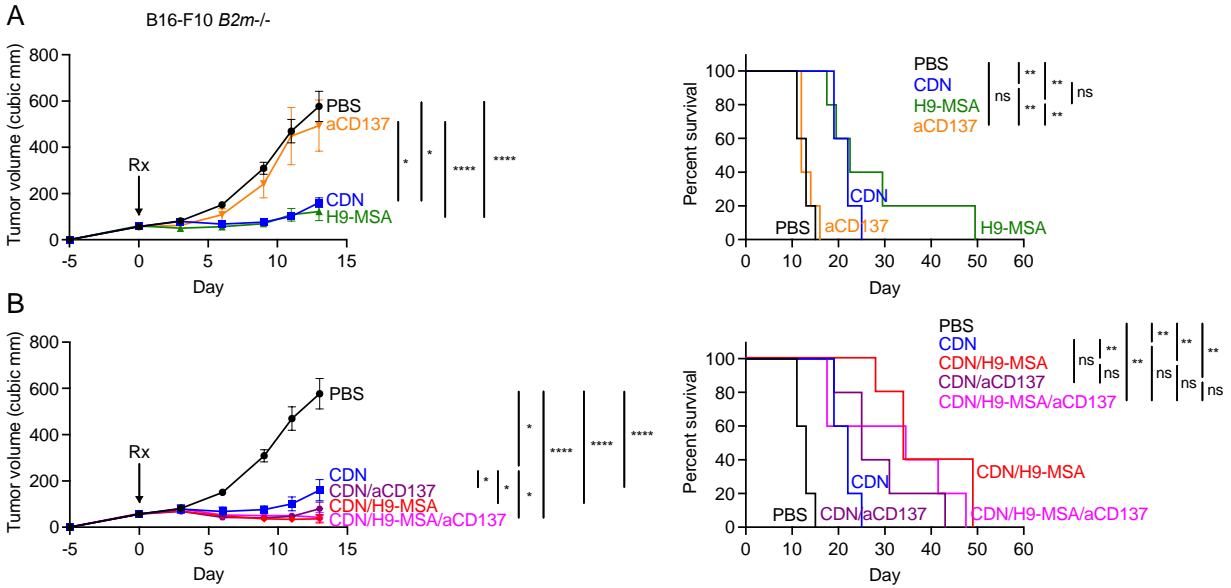 A
B16-F10 B2m-/-
Tumor volume (cubic mm)
800
600
400
200
0
-5
0
5
10
15
Day
Rx
PBS
aCD137
CDN
H9-MSA
*
*
****
****
Percent survival
100
80
60
40
20
0
0
10
20
30
40
50
60
Day
PBS
CDN
H9-MSA
aCD137
ns
**
**
**
**
ns
CDN
PBS
aCD137
H9-MSA
B
Tumor volume (cubic mm)
800
600
400
200
0
-5
0
5
10
15
Day
Rx
PBS
CDN
CDN/aCD137
CDN/H9-MSA
CDN/H9-MSA/aCD137
*
*
*
*
****
****
****
Percent survival
100
80
60
40
20
0
0
10
20
30
40
50
60
Day
PBS
CDN
CDN/H9-MSA
CDN/aCD137
CDN/H9-MSA/aCD137
ns
**
ns
**
**
ns
**
ns
**
ns
CDN
CDN/H9-MSA
PBS
CDN/aCD137
CDN/H9-MSA/aCD137